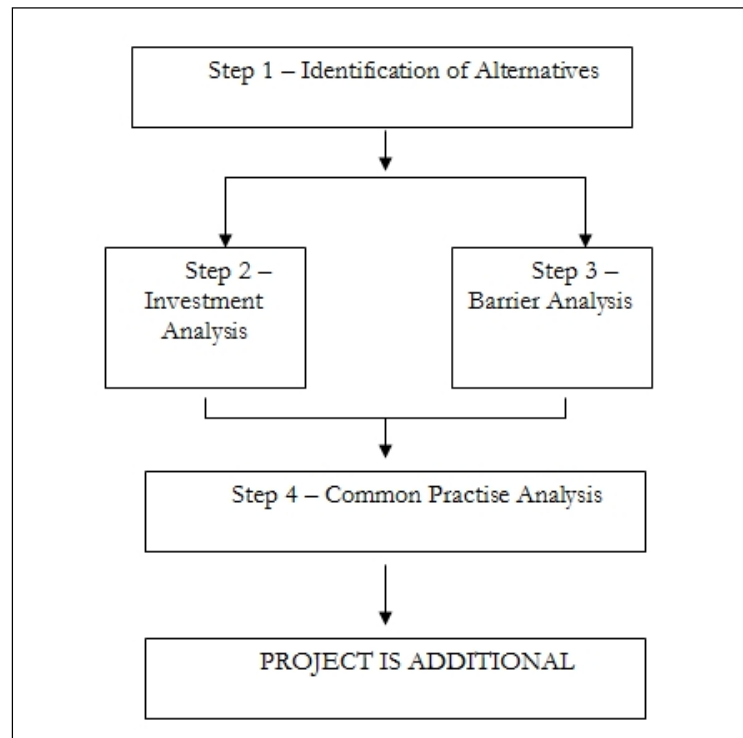 Step 1 – Identification of Alternatives
Step 2 –
Investment
Analysis
Step 3 –
Barrier Analysis
Step 4 – Common Practise Analysis
PROJECT IS ADDITIONAL